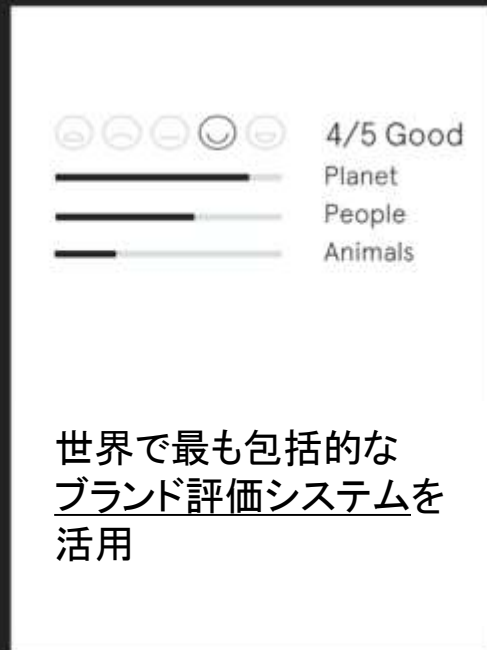 4/5 Good
Planet
People
Animals
世界で最も包括的な
ブランド評価システムを
活用